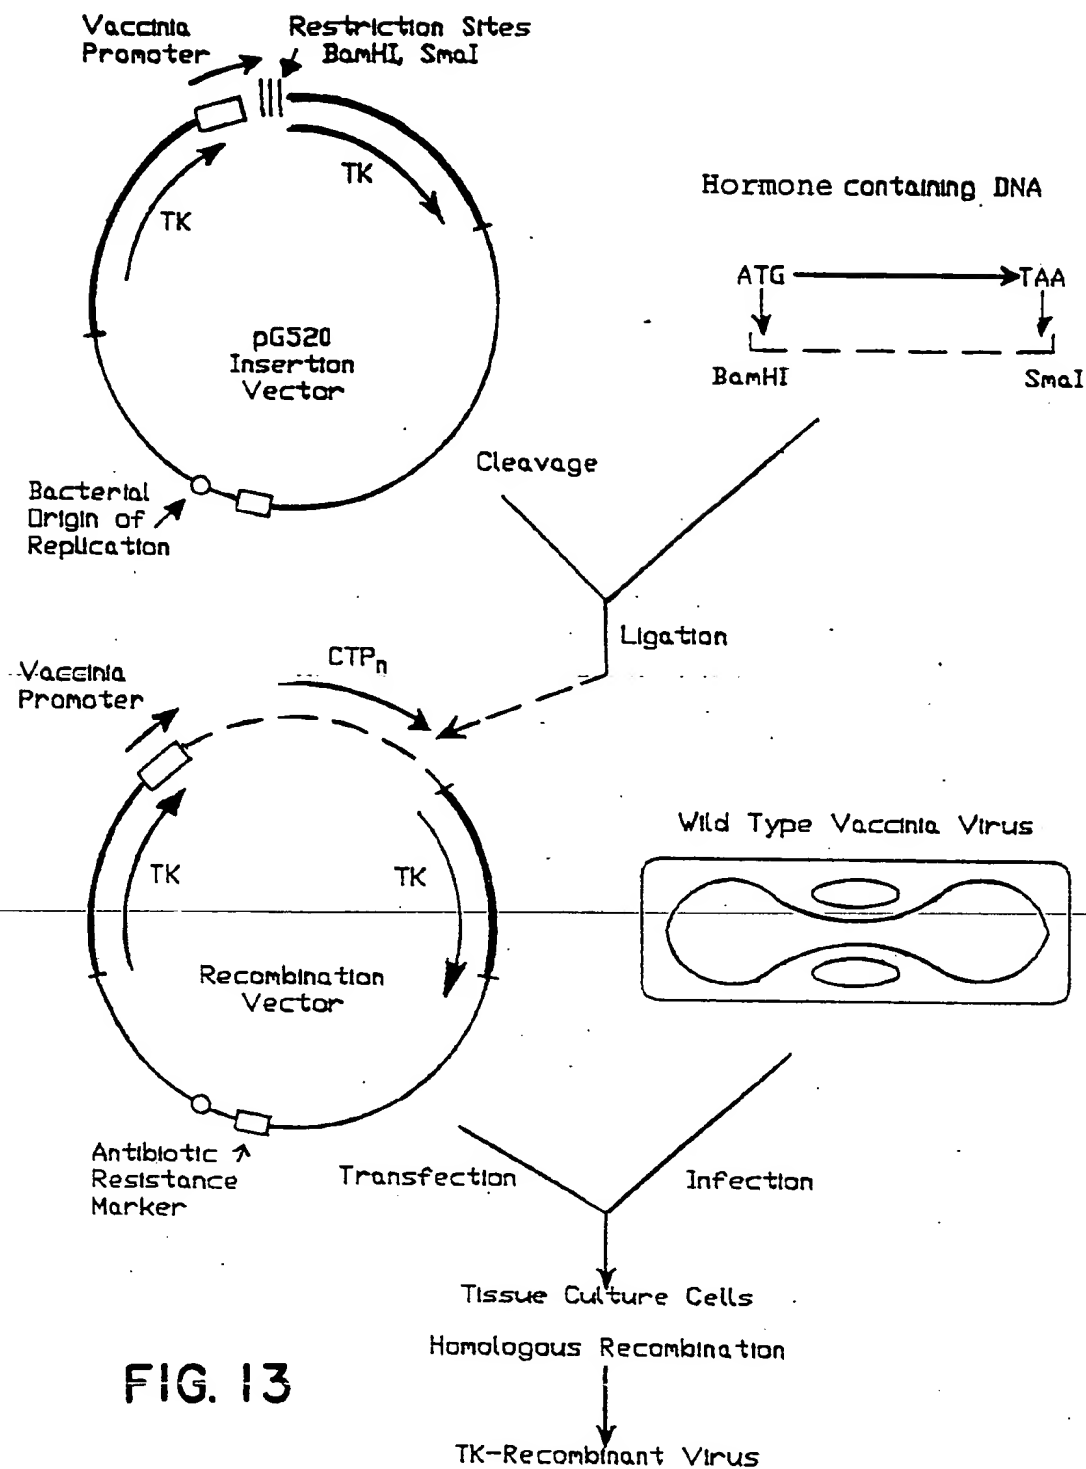 Vaccinia
Promoter
Restriction Sites
BamHI, SmaI
TK
TK
pG520
Insertion
Vector
Bacterial
Origin of
Replication
Hormone containing DNA
ATG
TAA
BamHI
SmaI
Cleavage
Ligation
CTPn
Vaccinia
Promoter
TK
TK
Recombination
Vector
Wild Type Vaccinia Virus
Antibiotic
Resistance
Marker
Transfection
Infection
Tissue Culture Cells
Homologous Recombination
TK-Recombinant Virus
FIG. 13